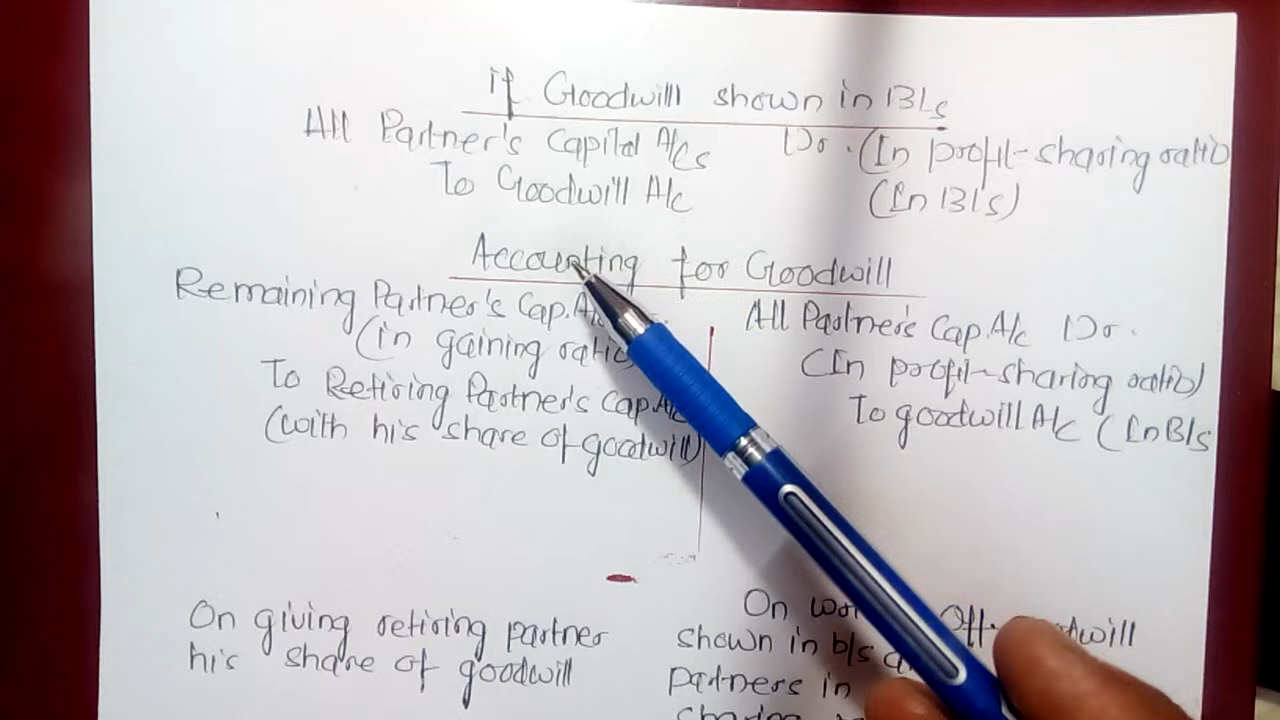 if Goodwill shown in B/s
All Partner's Capital A/cs Dr. (In profit-sharing ratio
To Goodwill A/c (In B/s)
Accounting for Goodwill
Remaining Partner's Cap. A/c
(in gaining ratio
To Retiring Partner's Cap. A/c
(with his share of goodwill)
All Partner's Cap. A/c Dr.
(In profit-sharing ratio)
To goodwill A/c (In B/s
On giving retiring partner
his share of goodwill
On Off
shown in b/s
partners in